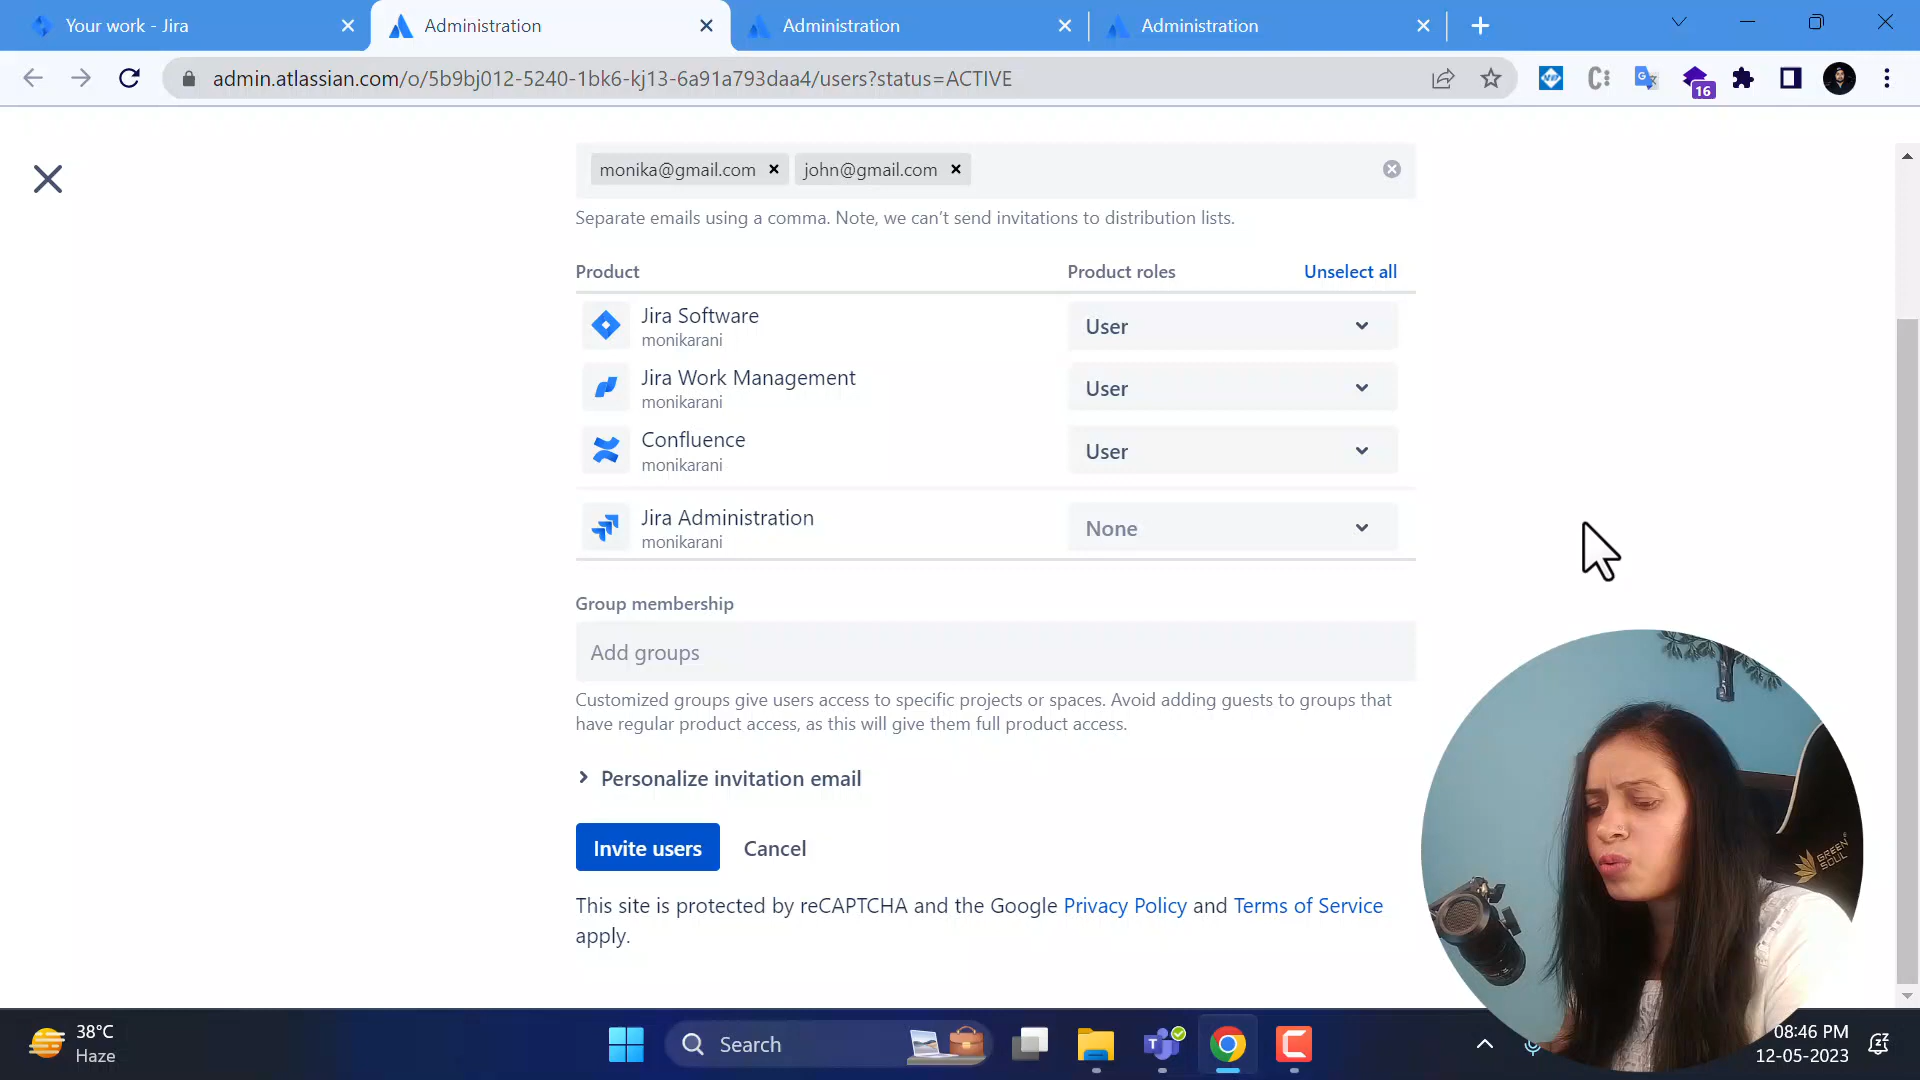 Your work - Jira
Administration
Administration
Administration
admin.atlassian.com/o/5b9bj012-5240-1bk6-kj13-6a91a793daa4/users?status=ACTIVE
16
monika@gmail.com
john@gmail.com
Separate emails using a comma. Note, we can't send invitations to distribution lists.
Product Product roles Unselect all
Jira Software
monikarani
User
Jira Work Management
monikarani
User
Confluence
monikarani
User
Jira Administration
monikarani
None
Group membership
Add groups
Customized groups give users access to specific projects or spaces. Avoid adding guests to groups that
have regular product access, as this will give them full product access.
Personalize invitation email
Invite users Cancel
This site is protected by reCAPTCHA and the Google Privacy Policy and Terms of Service
apply.
GREEN
SOUL
38°C
Haze
Search
08:46 PM
12-05-2023